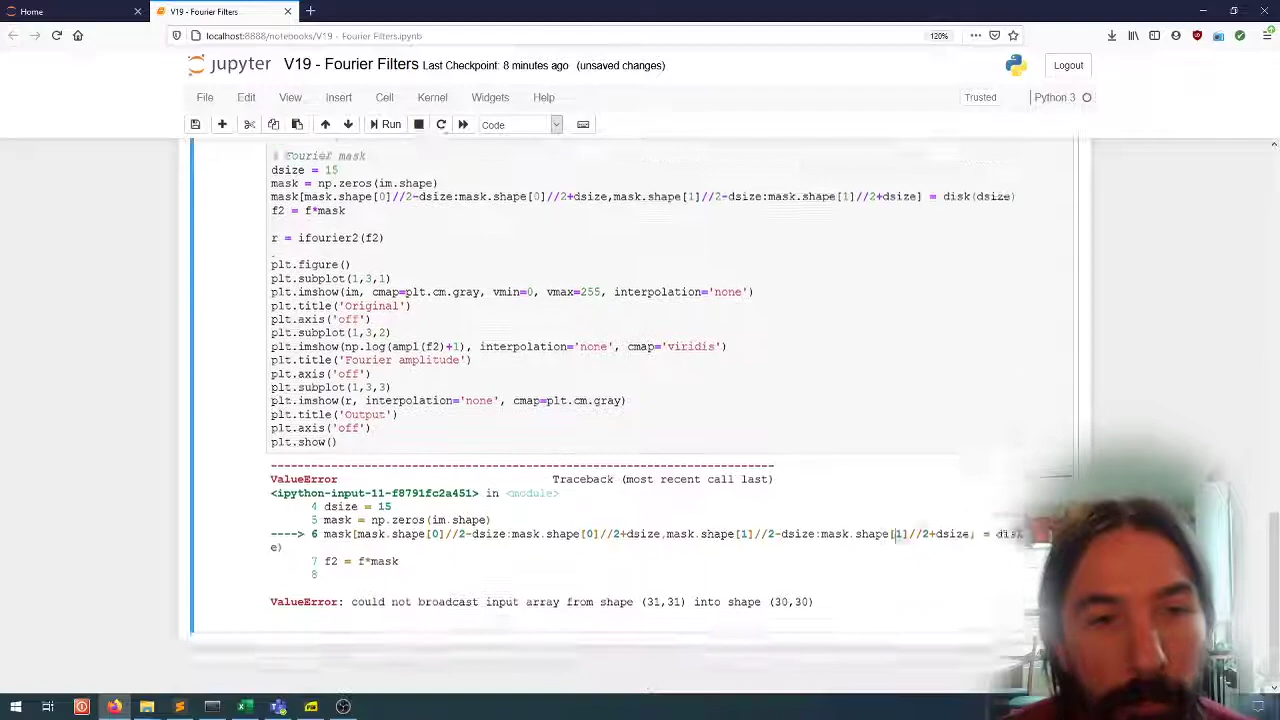 Home
V19 - Fourier Filters
localhost:8888/notebooks/V19 - Fourier Filters.ipynb
120%
jupyter V19 - Fourier Filters Last Checkpoint: 8 minutes ago (unsaved changes)
Logout
File Edit View Insert Cell Kernel Widgets Help
Trusted
Python 3
Run
Code
# Fourier mask
dsize = 15
mask = np.zeros(im.shape)
mask[mask.shape[0]//2-dsize:mask.shape[0]//2+dsize,mask.shape[1]//2-dsize:mask.shape[1]//2+dsize] = disk(dsize)
f2 = f*mask
r = ifourier2(f2)
plt.figure()
plt.subplot(1,3,1)
plt.imshow(im, cmap=plt.cm.gray, vmin=0, vmax=255, interpolation='none')
plt.title('Original')
plt.axis('off')
plt.subplot(1,3,2)
plt.imshow(np.log(ampl(f2)+1), interpolation='none', cmap='viridis')
plt.title('Fourier amplitude')
plt.axis('off')
plt.subplot(1,3,3)
plt.imshow(r, interpolation='none', cmap=plt.cm.gray)
plt.title('Output')
plt.axis('off')
plt.show()
---------------------------------------------------------------------------
ValueError Traceback (most recent call last)
<ipython-input-11-f8791fc2a451> in <module>
4 dsize = 15
5 mask = np.zeros(im.shape)
----> 6 mask[mask.shape[0]//2-dsize:mask.shape[0]//2+dsize,mask.shape[1]//2-dsize:mask.shape[1]//2+dsize] =
e)
7 f2 = f*mask
8
ValueError: could not broadcast input array from shape (31,31) into shape (30,30)